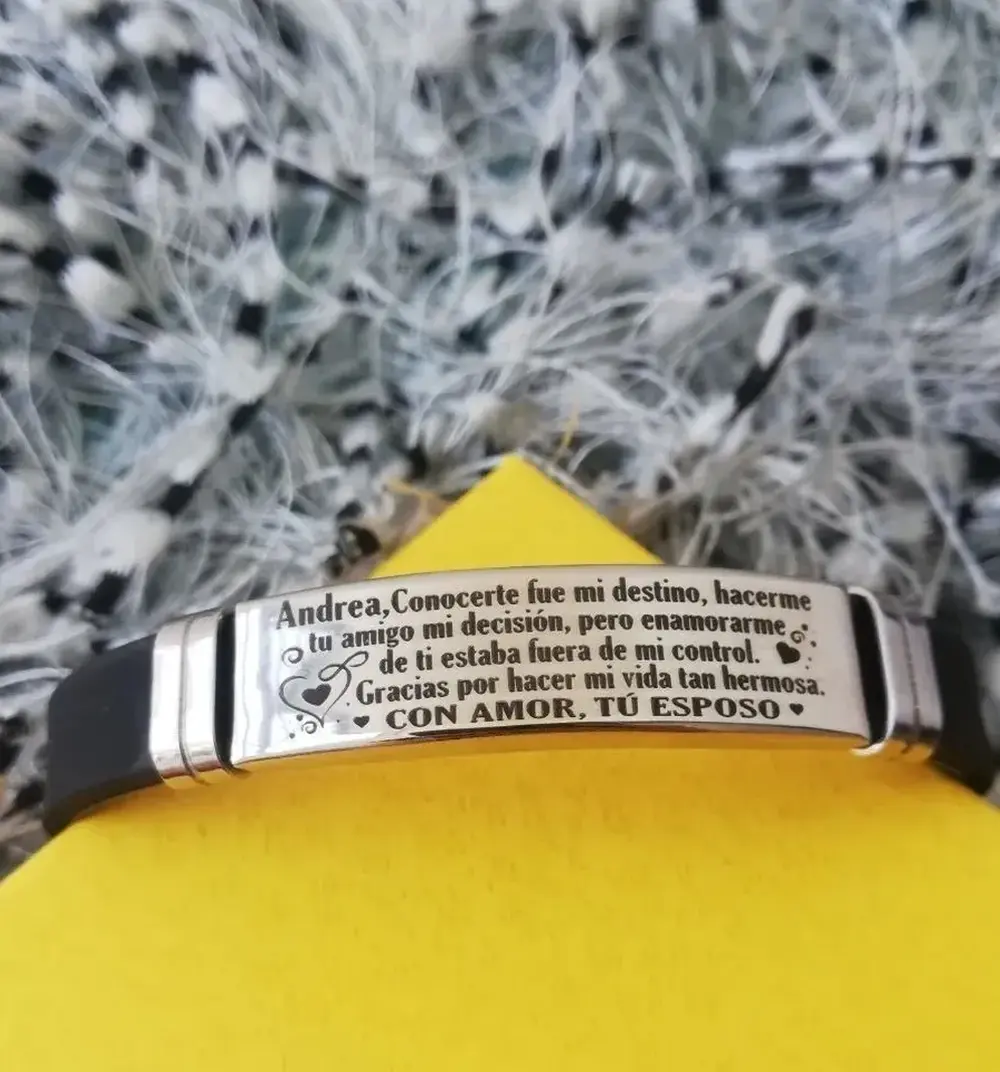 Andrea,Conocerte fue mi destino, hacerme
tu amigo mi decisión, pero enamorarme
de ti estaba fuera de mi control.
Gracias por hacer mi vida tan hermosa.
CON AMOR, TÚ ESPOSO